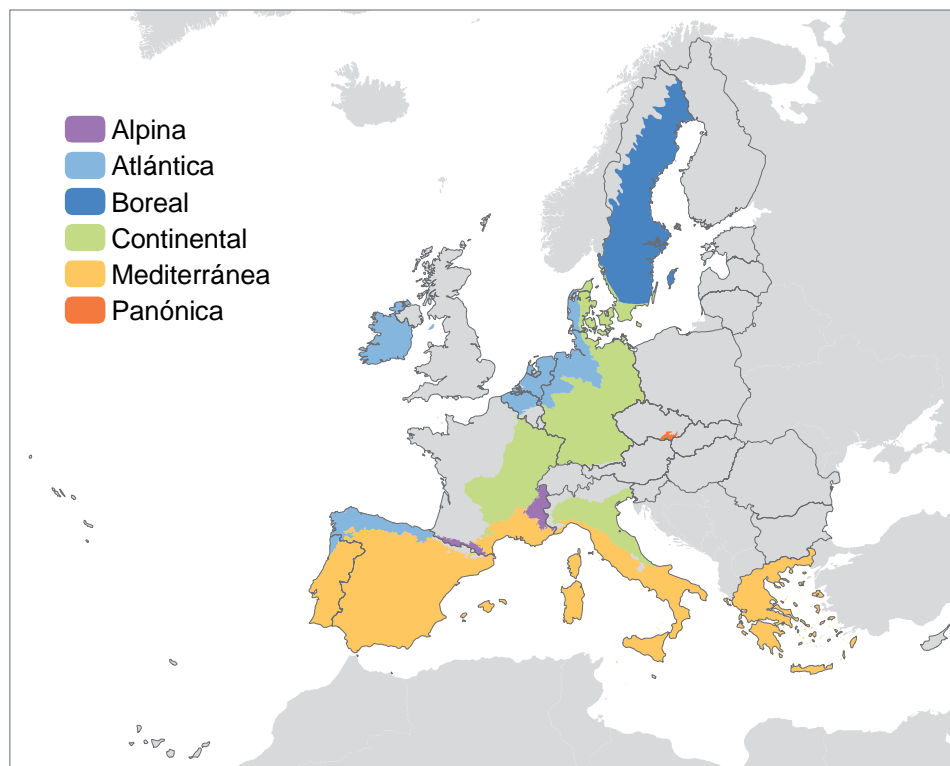 Alpina
Atlántica
Boreal
Continental
Mediterránea
Panónica